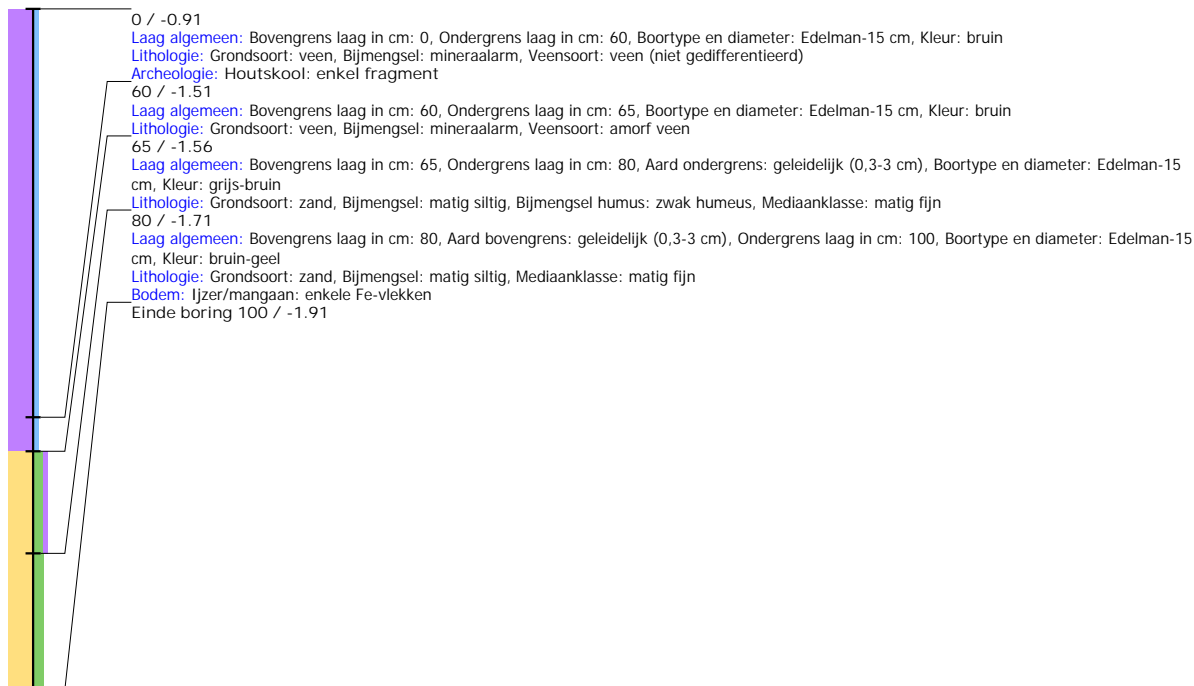 0 / -0.91
Laag algemeen: Bovengrens laag in cm: 0, Ondergrens laag in cm: 60, Boortype en diameter: Edelman-15 cm, Kleur: bruin
Lithologie: Grondsoort: veen, Bijmengsel: mineraalarm, Veensoort: veen (niet gedifferentieerd)
Archeologie: Houtskool: enkel fragment
60 / -1.51
Laag algemeen: Bovengrens laag in cm: 60, Ondergrens laag in cm: 65, Boortype en diameter: Edelman-15 cm, Kleur: bruin
Lithologie: Grondsoort: veen, Bijmengsel: mineraalarm, Veensoort: amorf veen
65 / -1.56
Laag algemeen: Bovengrens laag in cm: 65, Ondergrens laag in cm: 80, Aard ondergrens: geleidelijk (0,3-3 cm), Boortype en diameter: Edelman-15
cm, Kleur: grijs-bruin
Lithologie: Grondsoort: zand, Bijmengsel: matig siltig, Bijmengsel humus: zwak humeus, Mediaanklasse: matig fijn
80 / -1.71
Laag algemeen: Bovengrens laag in cm: 80, Aard bovengrens: geleidelijk (0,3-3 cm), Ondergrens laag in cm: 100, Boortype en diameter: Edelman-15
cm, Kleur: bruin-geel
Lithologie: Grondsoort: zand, Bijmengsel: matig siltig, Mediaanklasse: matig fijn
Bodem: Ijzer/mangaan: enkele Fe-vlekken
Einde boring 100 / -1.91